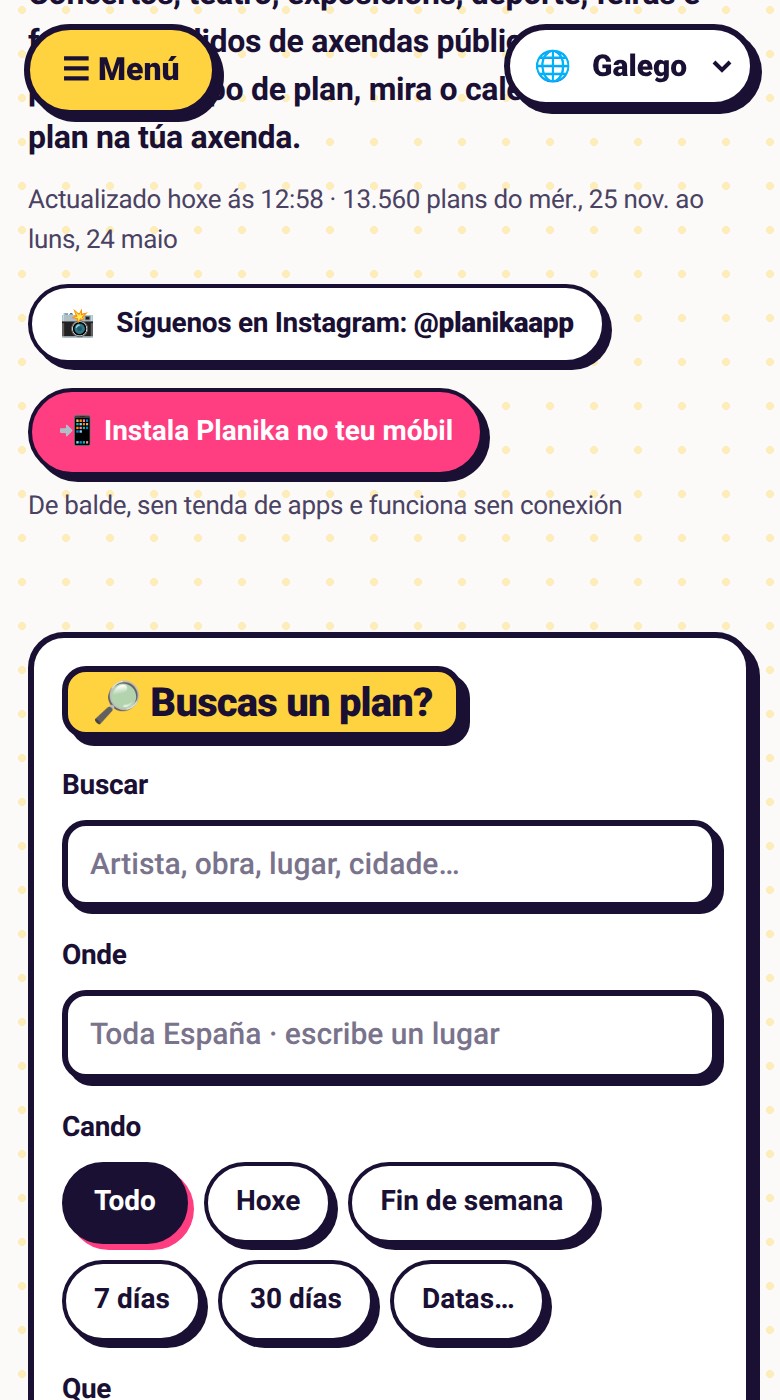 Concertos, teatro, exposicións, deporte, feiras e
☰ Menú
idos de axendas públic
🌐 Galego
po de plan, mira o cale
plan na túa axenda.
Actualizado hoxe ás 12:58 · 13.560 plans do mér., 25 nov. ao
luns, 24 maio
📸 Síguenos en Instagram: @planikaapp
📲 Instala Planika no teu móbil
De balde, sen tenda de apps e funciona sen conexión
🔎 Buscas un plan?
Buscar
Artista, obra, lugar, cidade…
Onde
Toda España · escribe un lugar
Cando
Todo
Hoxe
Fin de semana
7 días
30 días
Datas…
Que